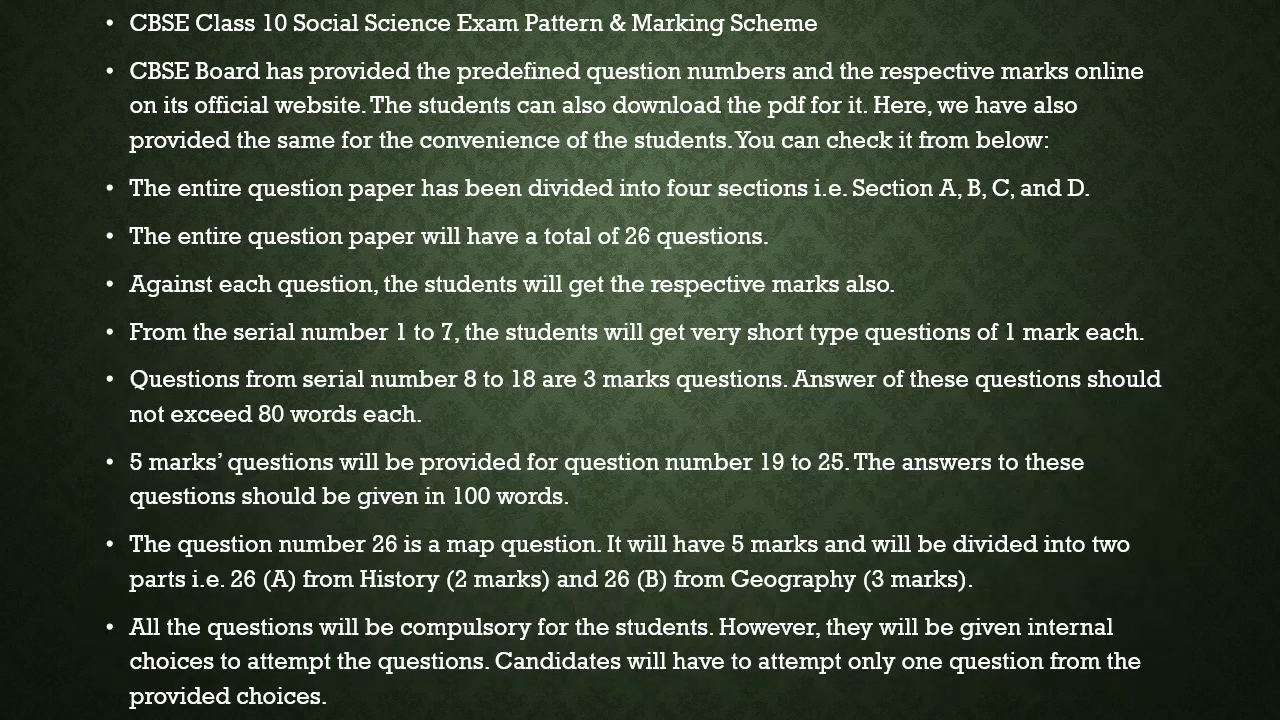 • CBSE Class 10 Social Science Exam Pattern & Marking Scheme
• CBSE Board has provided the predefined question numbers and the respective marks online
on its official website. The students can also download the pdf for it. Here, we have also
provided the same for the convenience of the students. You can check it from below:
• The entire question paper has been divided into four sections i.e. Section A, B, C, and D.
• The entire question paper will have a total of 26 questions.
• Against each question, the students will get the respective marks also.
• From the serial number 1 to 7, the students will get very short type questions of 1 mark each.
• Questions from serial number 8 to 18 are 3 marks questions. Answer of these questions should
not exceed 80 words each.
• 5 marks’ questions will be provided for question number 19 to 25. The answers to these
questions should be given in 100 words.
• The question number 26 is a map question. It will have 5 marks and will be divided into two
parts i.e. 26 (A) from History (2 marks) and 26 (B) from Geography (3 marks).
• All the questions will be compulsory for the students. However, they will be given internal
choices to attempt the questions. Candidates will have to attempt only one question from the
provided choices.